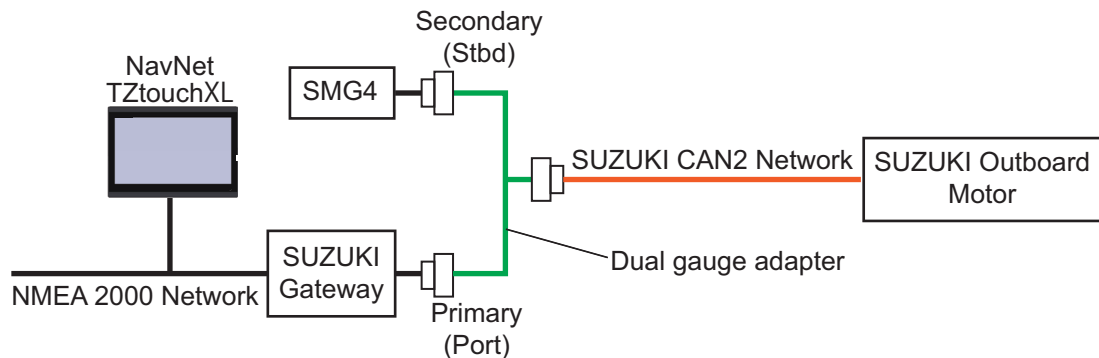 Secondary
(Stbd)
NavNet
TZtouchXL
SMG4
SUZUKI CAN2 Network
SUZUKI Outboard
Motor
SUZUKI
Gateway
Dual gauge adapter
NMEA 2000 Network
Primary
(Port)